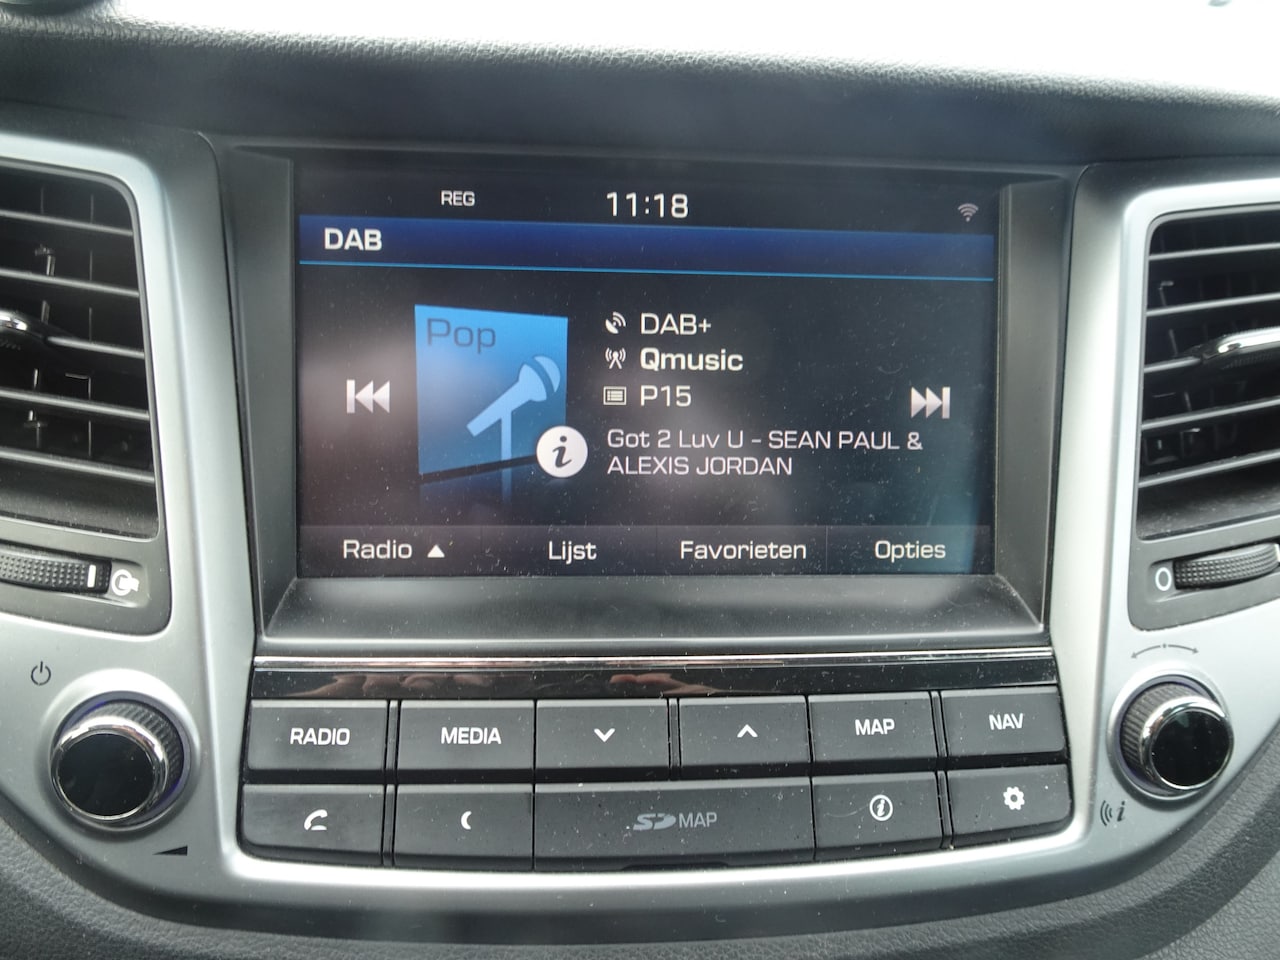 REG 11:18
DAB
Pop
DAB+
Qmusic
P15
Got 2 Luv U - SEAN PAUL &
ALEXIS JORDAN
Radio Lijst Favorieten Opties
RADIO MEDIA MAP NAV
SD MAP